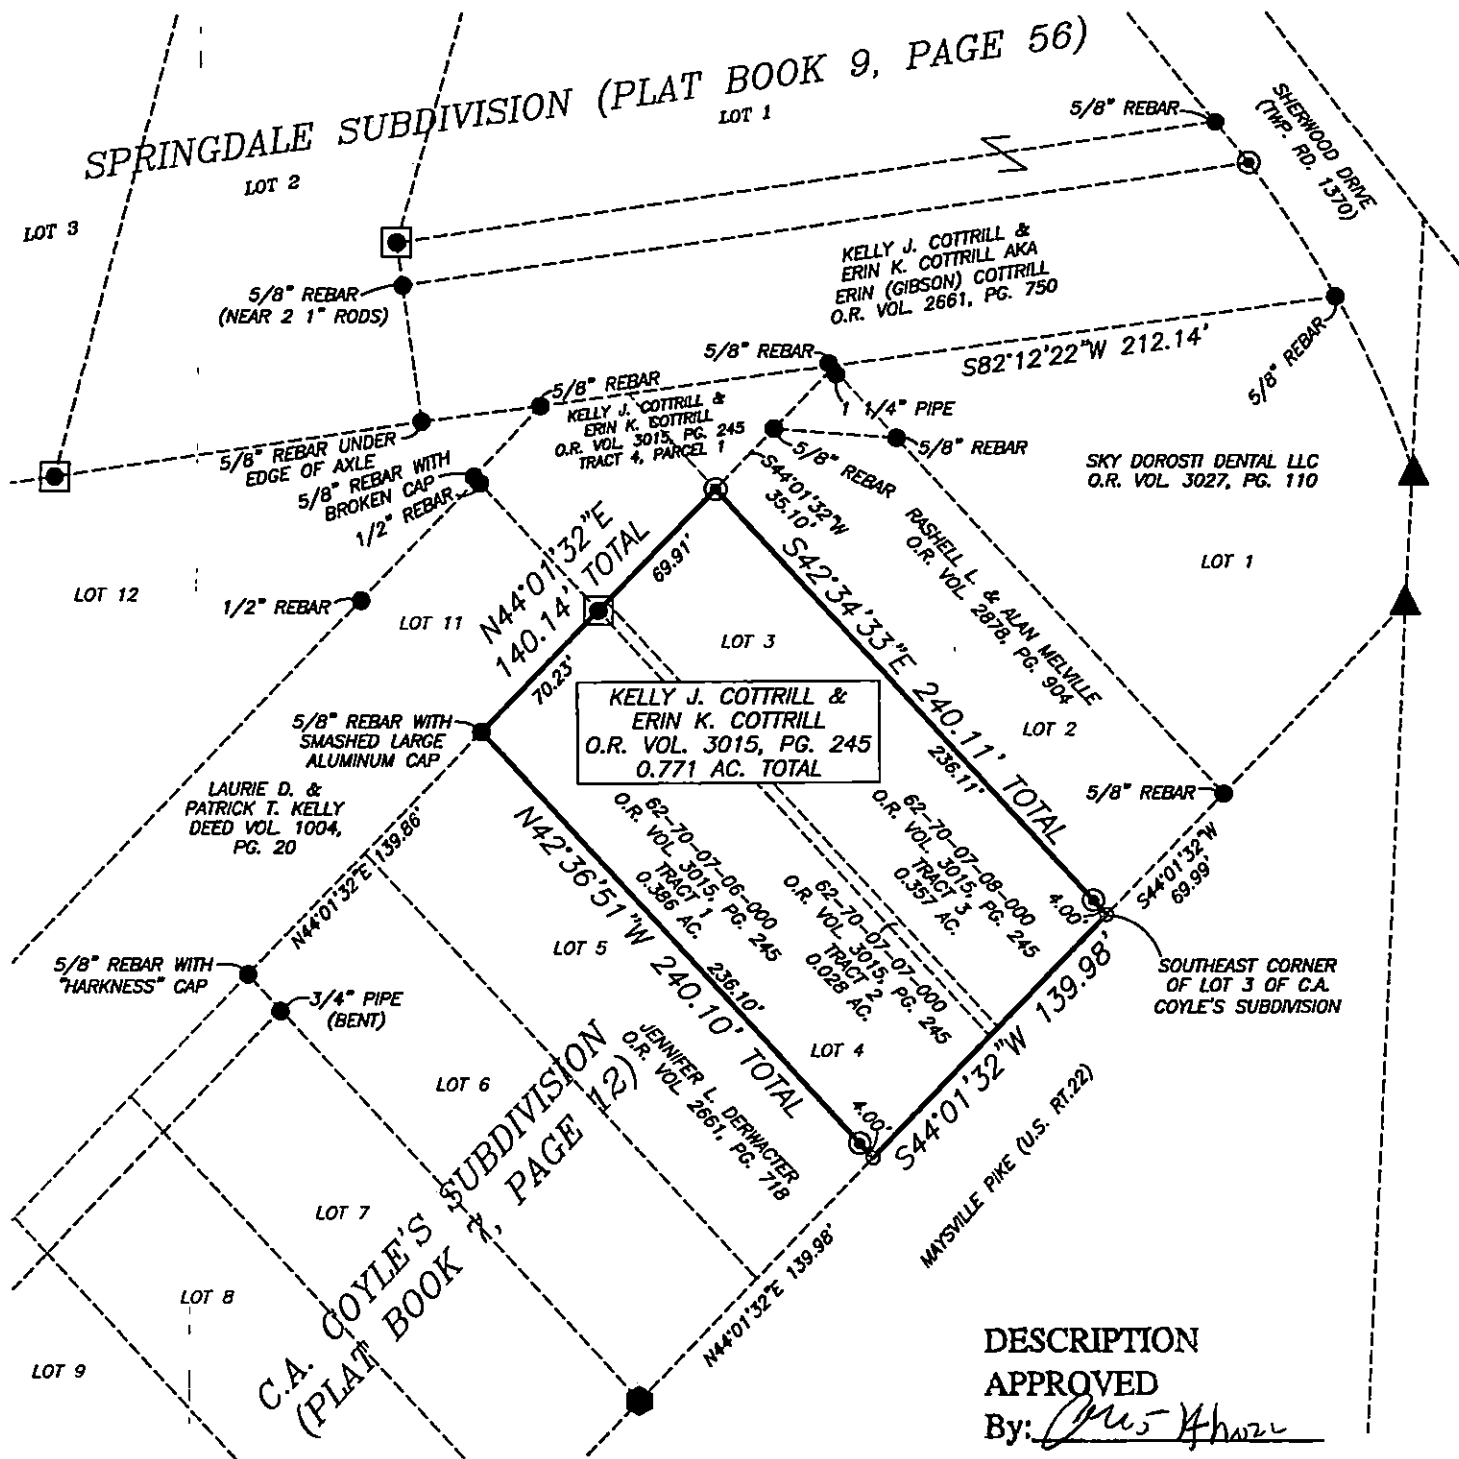 SPRINGDALE SUBDIVISION (PLAT BOOK 9, PAGE 56)
LOT 1
LOT 2
LOT 3
5/8" REBAR
SHERWOOD DRIVE
(TWP. RD. 1370)
KELLY J. COTTRILL &
ERIN K. COTTRILL AKA
ERIN (GIBSON) COTTRILL
O.R. VOL. 2661, PG. 750
5/8" REBAR
(NEAR 2 1" RODS)
5/8" REBAR
S82°12'22"W 212.14'
5/8" REBAR
5/8" REBAR
1 1/4" PIPE
KELLY J. COTTRILL &
ERIN K. COTTRILL
O.R. VOL. 3015, PG. 245
TRACT 4, PARCEL 1
5/8" REBAR UNDER
EDGE OF AXLE
5/8" REBAR WITH
BROKEN CAP
1/2" REBAR
5/8" REBAR
5/8" REBAR
S44°01'32"W
35.10'
SKY DOROSTI DENTAL LLC
O.R. VOL. 3027, PG. 110
LOT 1
RASHELL L. & ALAN MELVILLE
O.R. VOL. 2878, PG. 904
LOT 2
LOT 12
1/2" REBAR
LOT 11
N44°01'32"E
140.14' TOTAL
69.91'
70.23'
LOT 3
S42°34'33"E 240.11' TOTAL
236.11'
KELLY J. COTTRILL &
ERIN K. COTTRILL
O.R. VOL. 3015, PG. 245
0.771 AC. TOTAL
5/8" REBAR WITH
SMASHED LARGE
ALUMINUM CAP
LAURIE D. &
PATRICK T. KELLY
DEED VOL. 1004,
PG. 20
N44°01'32"E 139.86'
62-70-07-06-000
O.R. VOL. 3015, PG. 245
TRACT 1
0.386 AC.
62-70-07-08-000
O.R. VOL. 3015, PG. 245
TRACT 3
0.357 AC.
62-70-07-07-000
O.R. VOL. 3015, PG. 245
TRACT 2
0.028 AC.
5/8" REBAR
S44°01'32"W
69.99'
4.00'
SOUTHEAST CORNER
OF LOT 3 OF C.A.
COYLE'S SUBDIVISION
N42°36'51"W 240.10' TOTAL
236.10'
LOT 5
LOT 4
4.00'
S44°01'32"W 139.98'
MAYSVILLE PIKE (U.S. RT.22)
5/8" REBAR WITH
"HARKNESS" CAP
3/4" PIPE
(BENT)
JENNIFER L. DERWACTER
O.R. VOL. 2661, PG. 718
LOT 6
LOT 7
LOT 8
LOT 9
C.A. COYLE'S SUBDIVISION
(PLAT BOOK 7, PAGE 12)
N44°01'32"E 139.98'
DESCRIPTION
APPROVED
By: